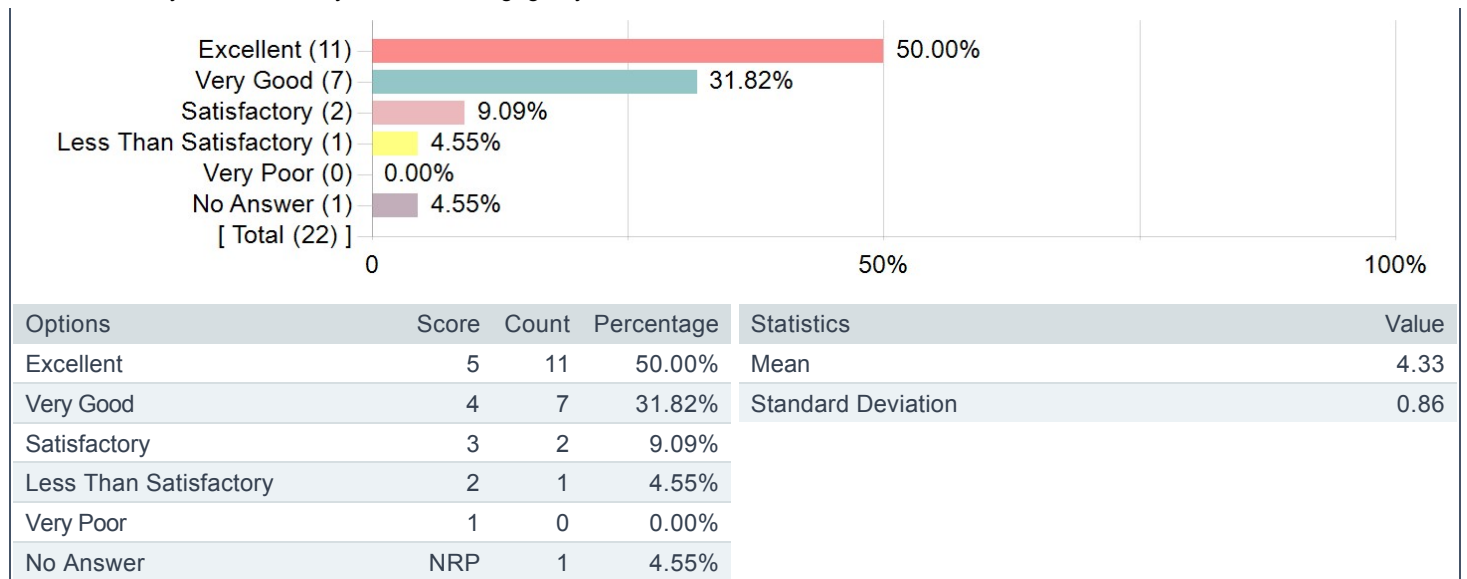 Excellent (11) 50.00%
Very Good (7) 31.82%
Satisfactory (2) 9.09%
Less Than Satisfactory (1) 4.55%
Very Poor (0) 0.00%
No Answer (1) 4.55%
[ Total (22) ]
0 50% 100%
Options Score Count Percentage Statistics Value
Excellent 5 11 50.00% Mean 4.33
Very Good 4 7 31.82% Standard Deviation 0.86
Satisfactory 3 2 9.09%
Less Than Satisfactory 2 1 4.55%
Very Poor 1 0 0.00%
No Answer NRP 1 4.55%